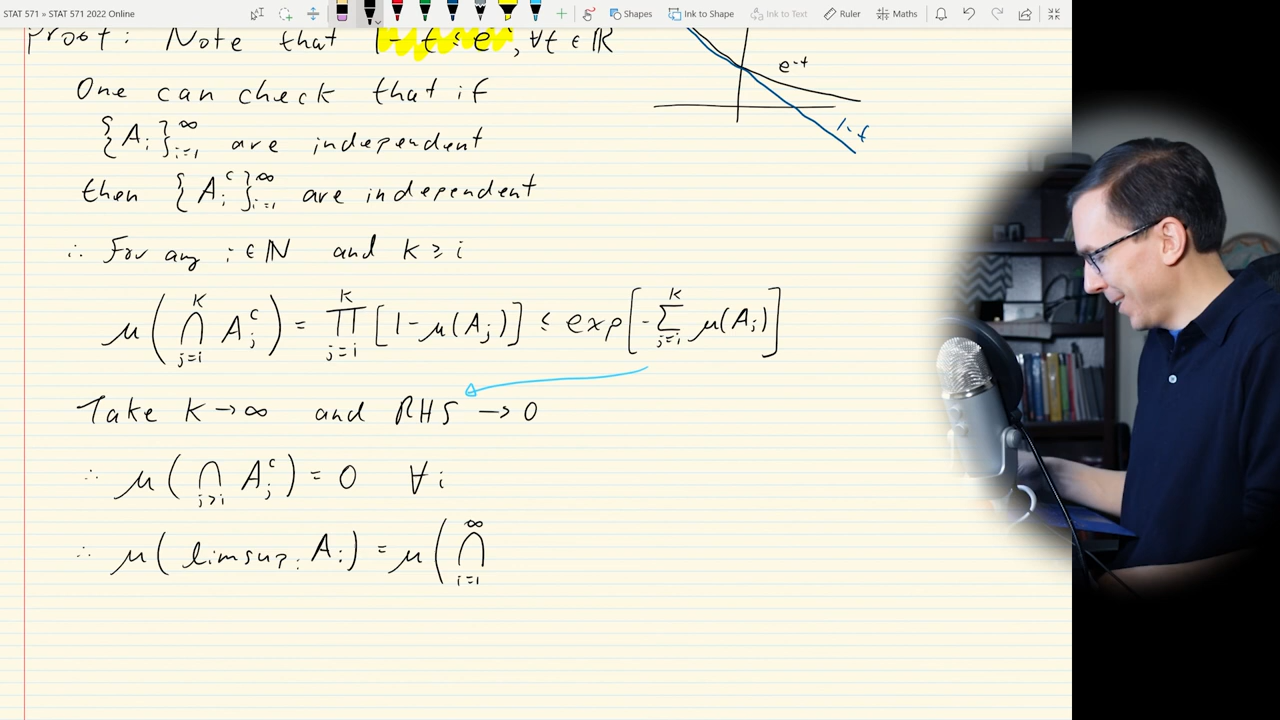 STAT 571 » STAT 571 2022 Online
Shapes Ink to Shape Ink to Text Ruler Maths
Proof: Note that 1 - t ≤ e⁻ᵗ, ∀t ∈ ℝ
e-t
1-t
One can check that if
{A_i}_{i=1}^∞ are independent
then {A_i^c}_{i=1}^∞ are independent
∴ For any i ∈ ℕ and K ≥ i
μ(⋂_{j=i}^K A_j^c) = ∏_{j=i}^K [1-μ(A_j)] ≤ exp[-∑_{j=i}^K μ(A_j)]
Take K → ∞ and RHS → 0
∴ μ(⋂_{j>i} A_j^c) = 0 ∀i
∴ μ(limsup_i A_i) = μ(⋂_{i=1}^∞